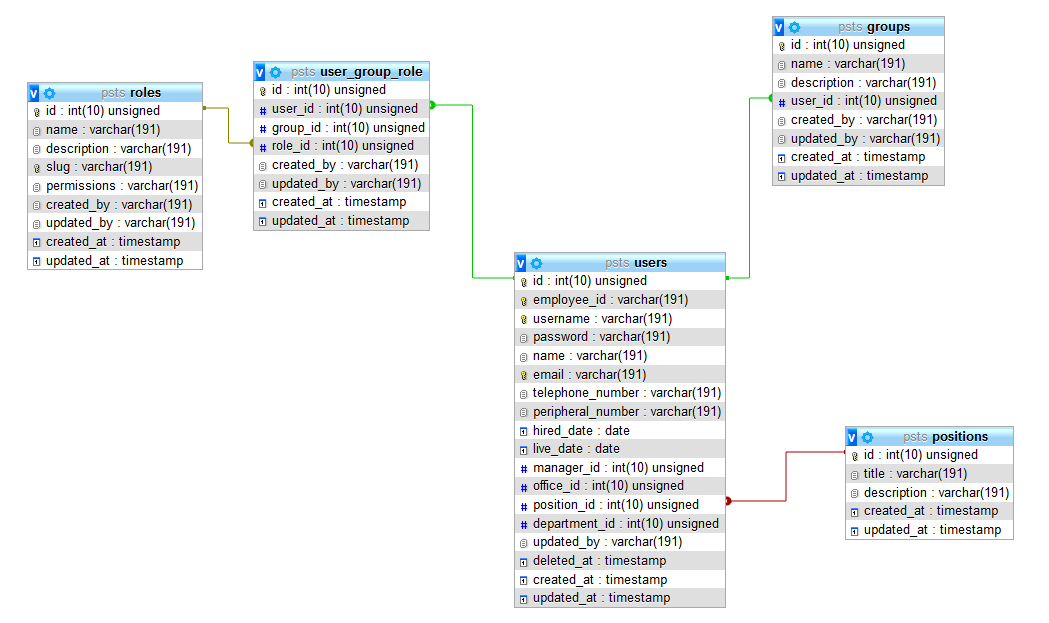 psts roles
id : int(10) unsigned
name : varchar(191)
description : varchar(191)
slug : varchar(191)
permissions : varchar(191)
created_by : varchar(191)
updated_by : varchar(191)
created_at : timestamp
updated_at : timestamp
psts user_group_role
id : int(10) unsigned
user_id : int(10) unsigned
group_id : int(10) unsigned
role_id : int(10) unsigned
created_by : varchar(191)
updated_by : varchar(191)
created_at : timestamp
updated_at : timestamp
psts groups
id : int(10) unsigned
name : varchar(191)
description : varchar(191)
user_id : int(10) unsigned
created_by : varchar(191)
updated_by : varchar(191)
created_at : timestamp
updated_at : timestamp
psts users
id : int(10) unsigned
employee_id : varchar(191)
username : varchar(191)
password : varchar(191)
name : varchar(191)
email : varchar(191)
telephone_number : varchar(191)
peripheral_number : varchar(191)
hired_date : date
live_date : date
manager_id : int(10) unsigned
office_id : int(10) unsigned
position_id : int(10) unsigned
department_id : int(10) unsigned
updated_by : varchar(191)
deleted_at : timestamp
created_at : timestamp
updated_at : timestamp
psts positions
id : int(10) unsigned
title : varchar(191)
description : varchar(191)
created_at : timestamp
updated_at : timestamp